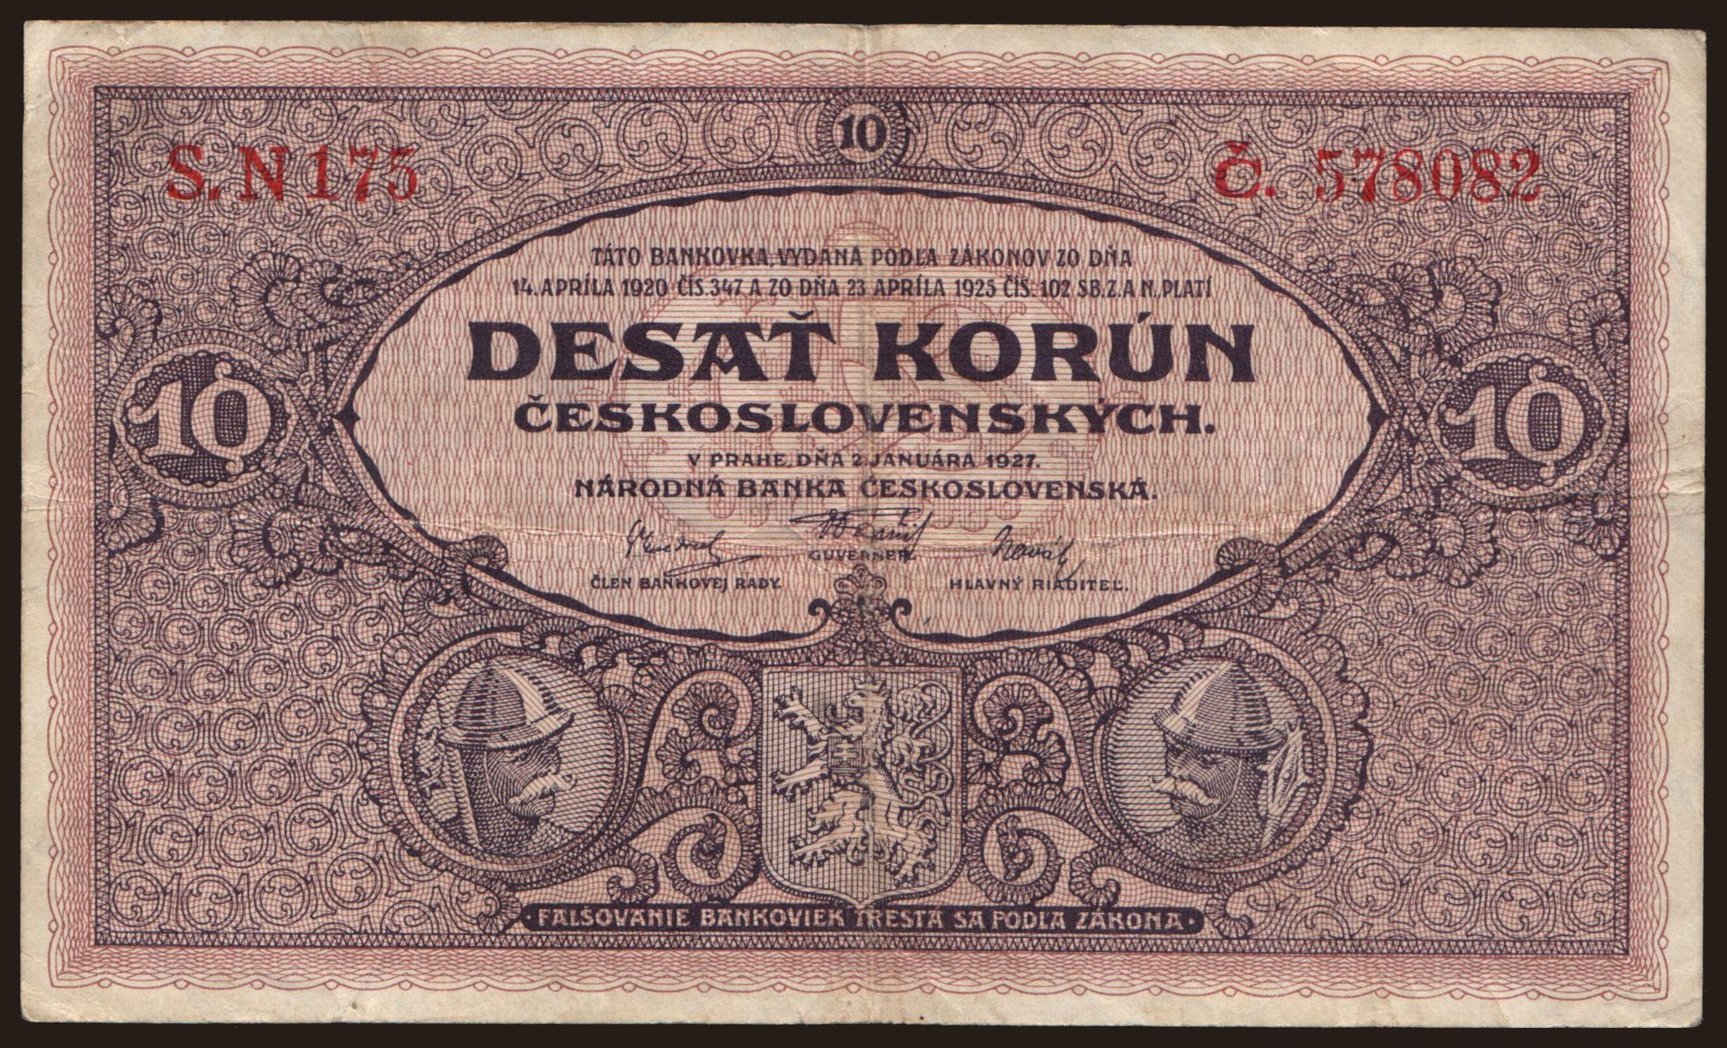 10
S. N 175
Č. 578082
TÁTO BANKOVKA VYDANÁ PODĽA ZÁKONOV ZO DŇA
14. APRÍLA 1920 ČÍS. 347 A ZO DŇA 23 APRÍLA 1925 ČÍS. 102 SB. Z. A N., PLATÍ
DESAŤ KORÚN
ČESKOSLOVENSKÝCH.
10
10
V PRAHE, DŇA 2. JANUÁRA 1927.
NÁRODNÁ BANKA ČESKOSLOVENSKÁ.
GUVERNÉR.
ČLEN BANKOVEJ RADY.
HLAVNÝ RIADITEĽ.
FALŠOVANIE BANKOVIEK TRESTÁ SA PODĽA ZÁKONA